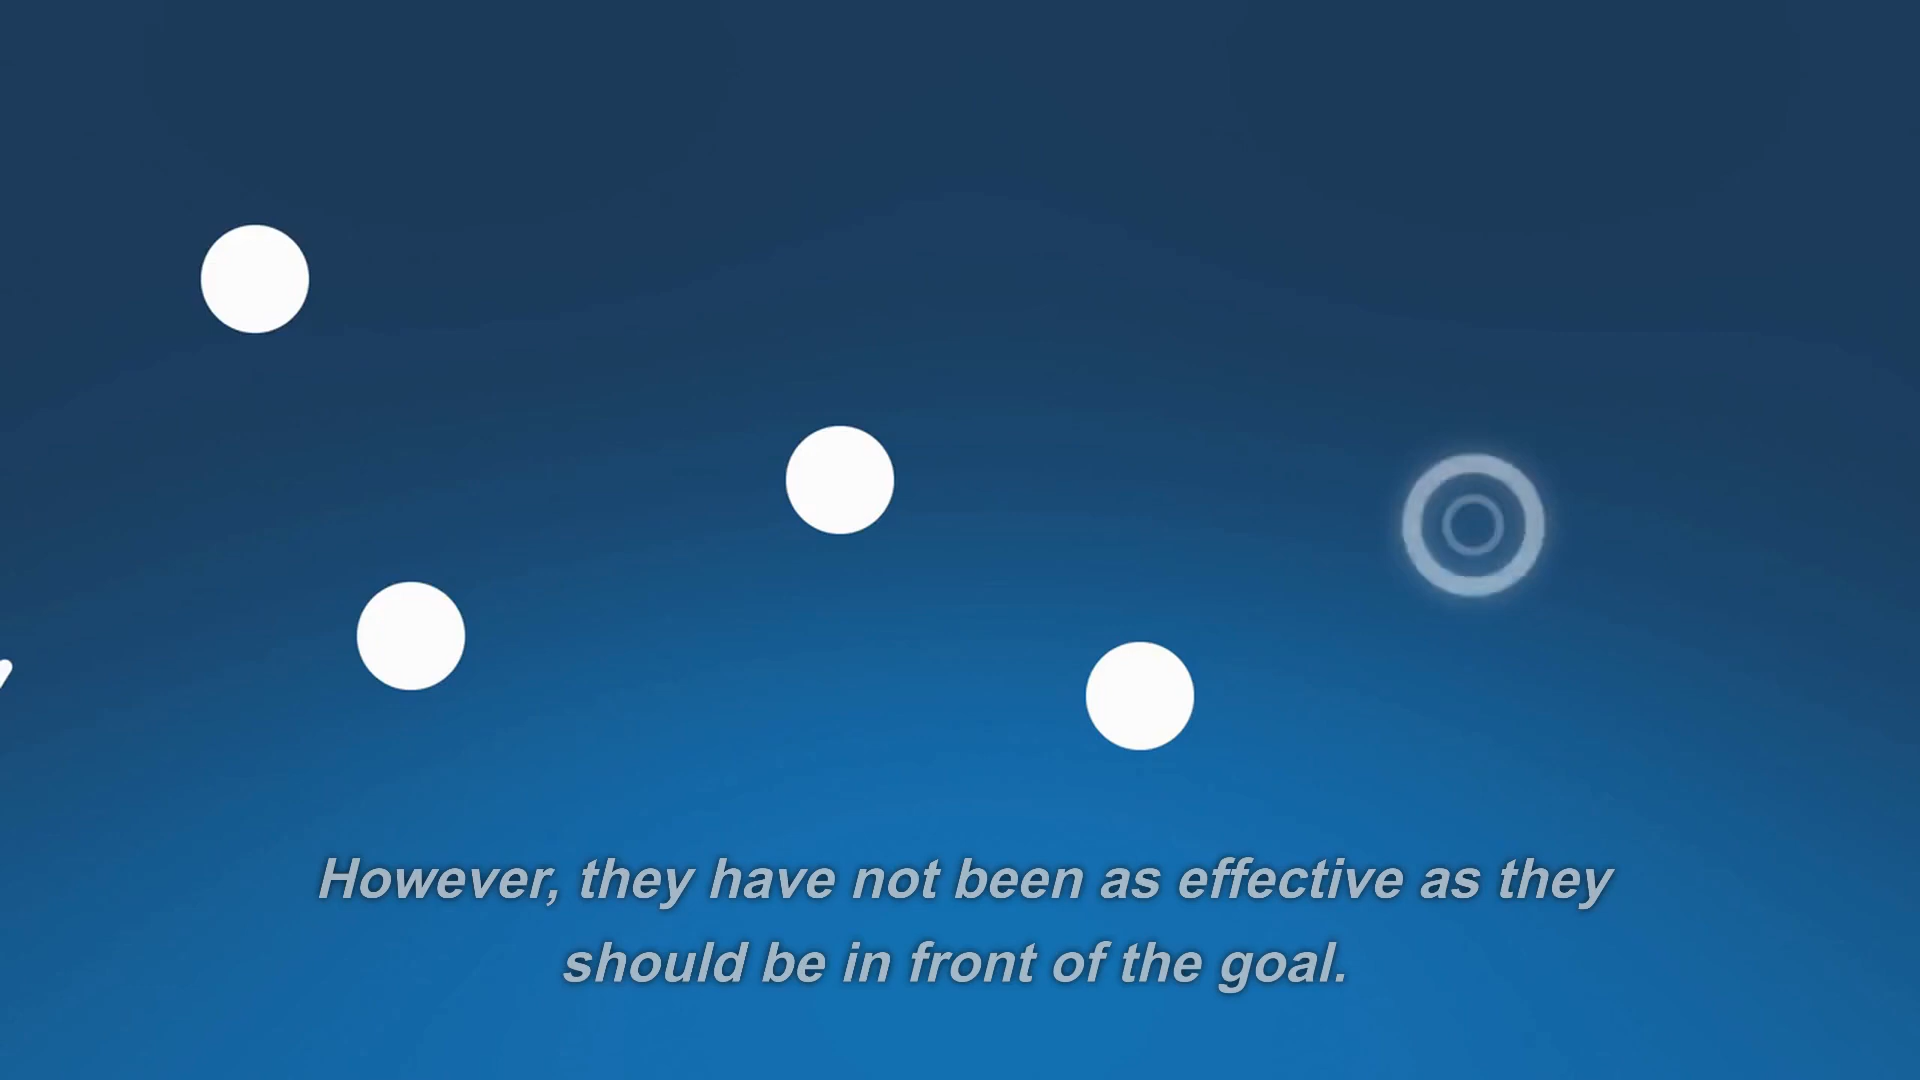 However, they have not been as effective as they
should be in front of the goal.